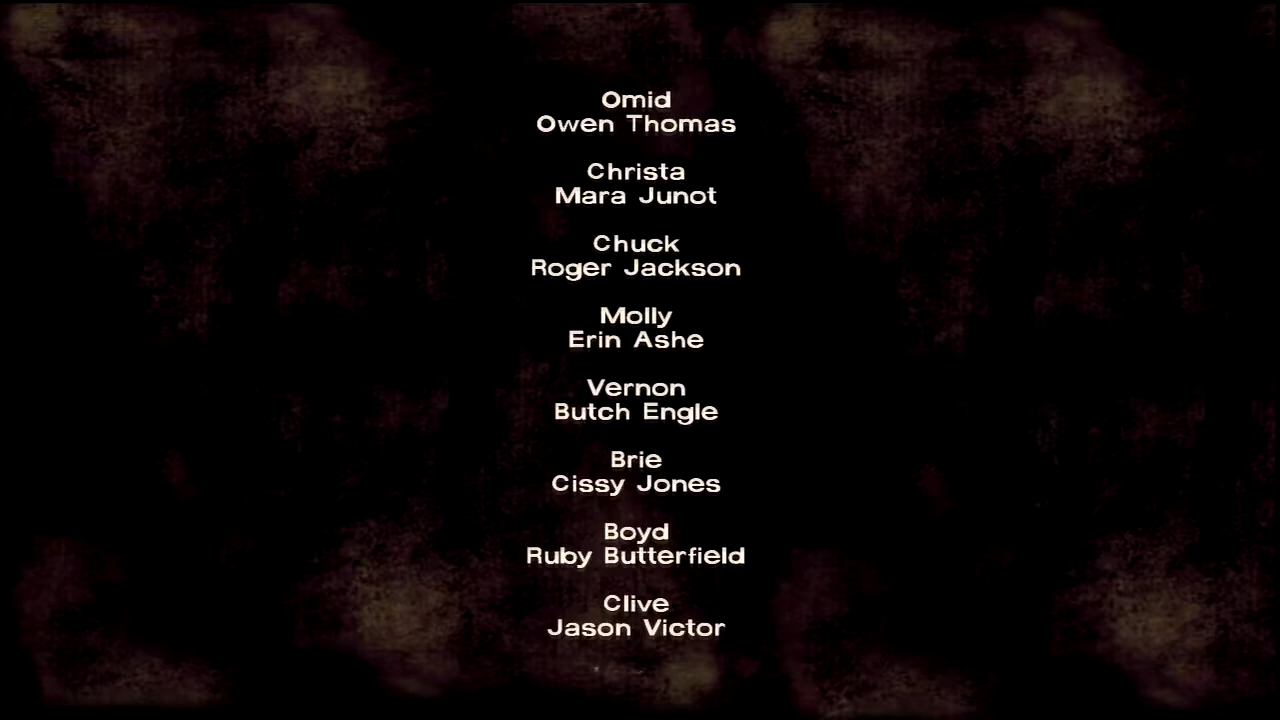 Omid
Owen Thomas
Christa
Mara Junot
Chuck
Roger Jackson
Molly
Erin Ashe
Vernon
Butch Engle
Brie
Cissy Jones
Boyd
Ruby Butterfield
Clive
Jason Victor